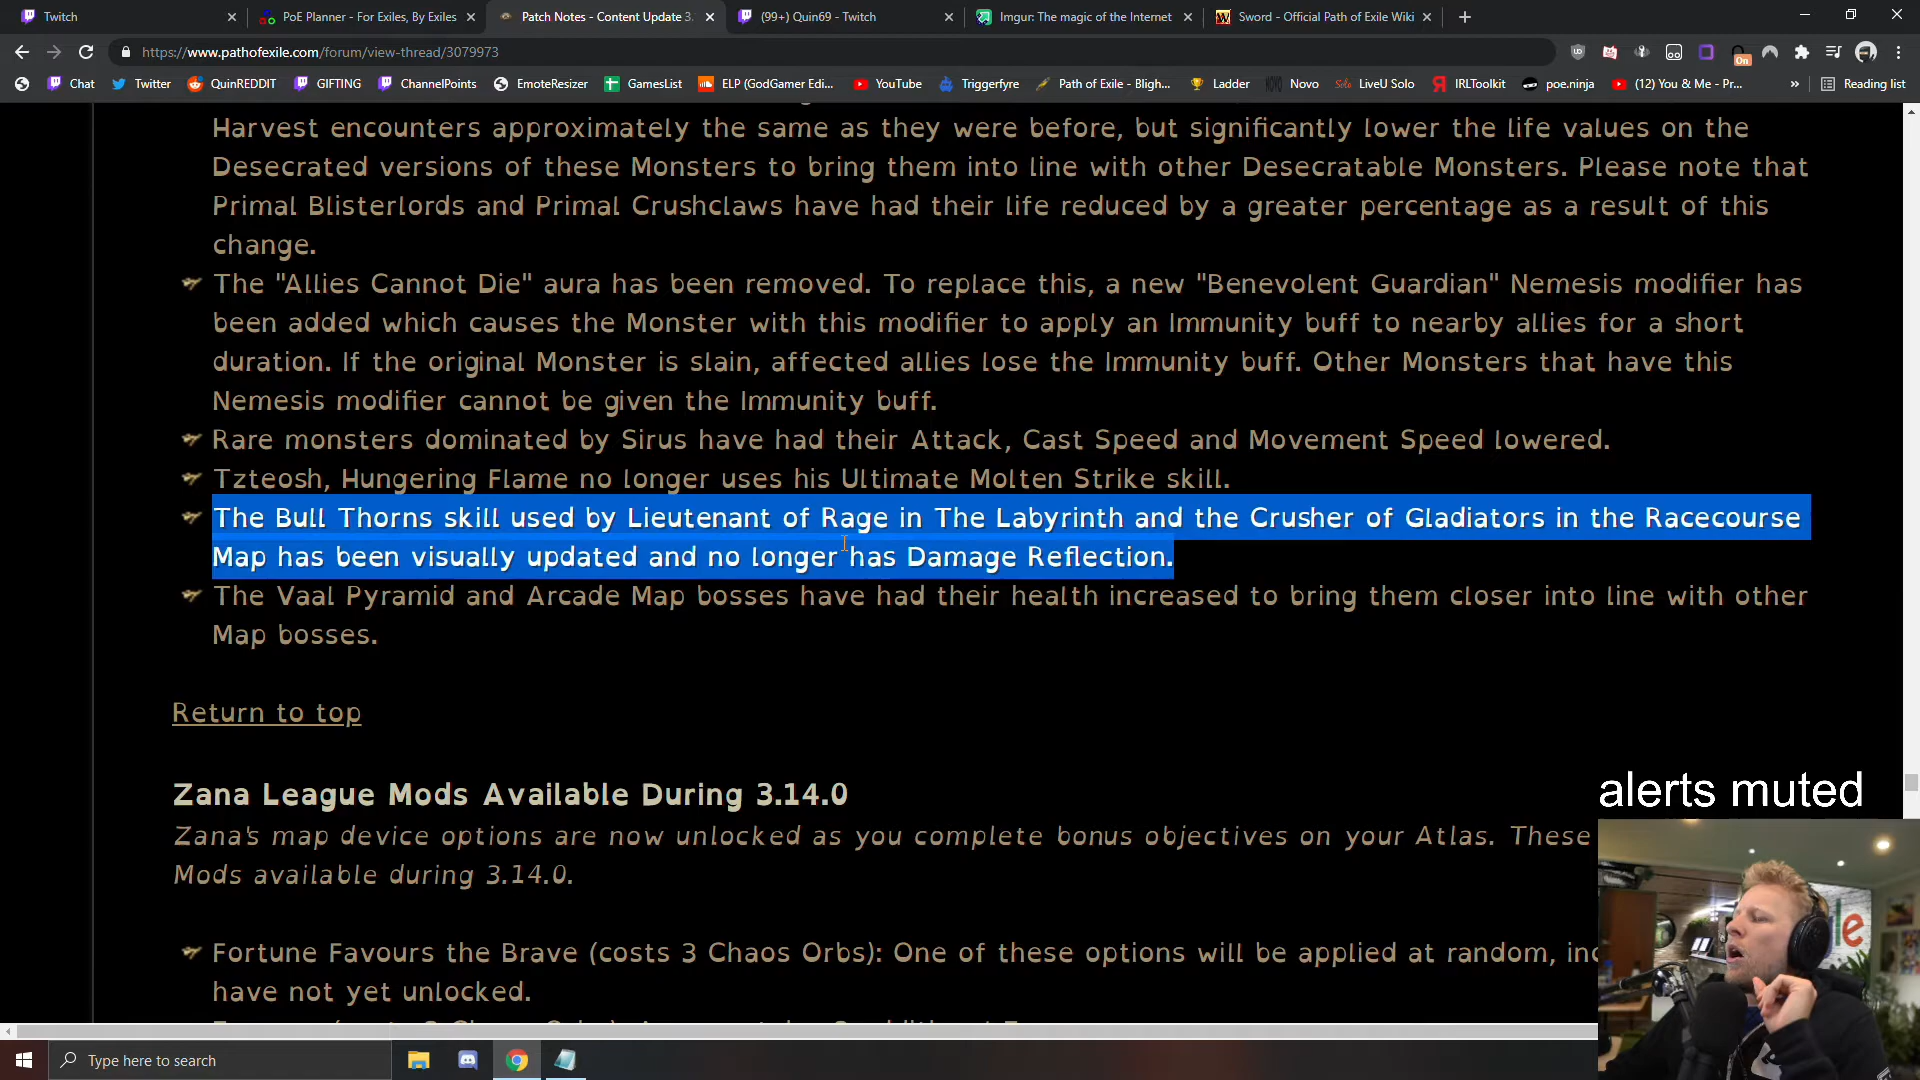 Twitch
PoE Planner - For Exiles, By Exiles
Patch Notes - Content Update 3.
(99+) Quin69 - Twitch
Imgur: The magic of the Internet
Sword - Official Path of Exile Wiki
https://www.pathofexile.com/forum/view-thread/3079973
On
Chat
Twitter
QuinREDDIT
GIFTING
ChannelPoints
EmoteResizer
GamesList
ELP (GodGamer Edi...
YouTube
Triggerfyre
Path of Exile - Bligh...
Ladder
Novo
LiveU Solo
IRLToolkit
poe.ninja
(12) You & Me - Pr...
»
Reading list
Harvest encounters approximately the same as they were before, but significantly lower the life values on the
Desecrated versions of these Monsters to bring them into line with other Desecratable Monsters. Please note that
Primal Blisterlords and Primal Crushclaws have had their life reduced by a greater percentage as a result of this
change.
The "Allies Cannot Die" aura has been removed. To replace this, a new "Benevolent Guardian" Nemesis modifier has
been added which causes the Monster with this modifier to apply an Immunity buff to nearby allies for a short
duration. If the original Monster is slain, affected allies lose the Immunity buff. Other Monsters that have this
Nemesis modifier cannot be given the Immunity buff.
Rare monsters dominated by Sirus have had their Attack, Cast Speed and Movement Speed lowered.
Tzteosh, Hungering Flame no longer uses his Ultimate Molten Strike skill.
The Bull Thorns skill used by Lieutenant of Rage in The Labyrinth and the Crusher of Gladiators in the Racecourse
Map has been visually updated and no longer has Damage Reflection.
The Vaal Pyramid and Arcade Map bosses have had their health increased to bring them closer into line with other
Map bosses.
Return to top
Zana League Mods Available During 3.14.0
Zana's map device options are now unlocked as you complete bonus objectives on your Atlas. These
Mods available during 3.14.0.
Fortune Favours the Brave (costs 3 Chaos Orbs): One of these options will be applied at random, inc
have not yet unlocked.
alerts muted
Type here to search